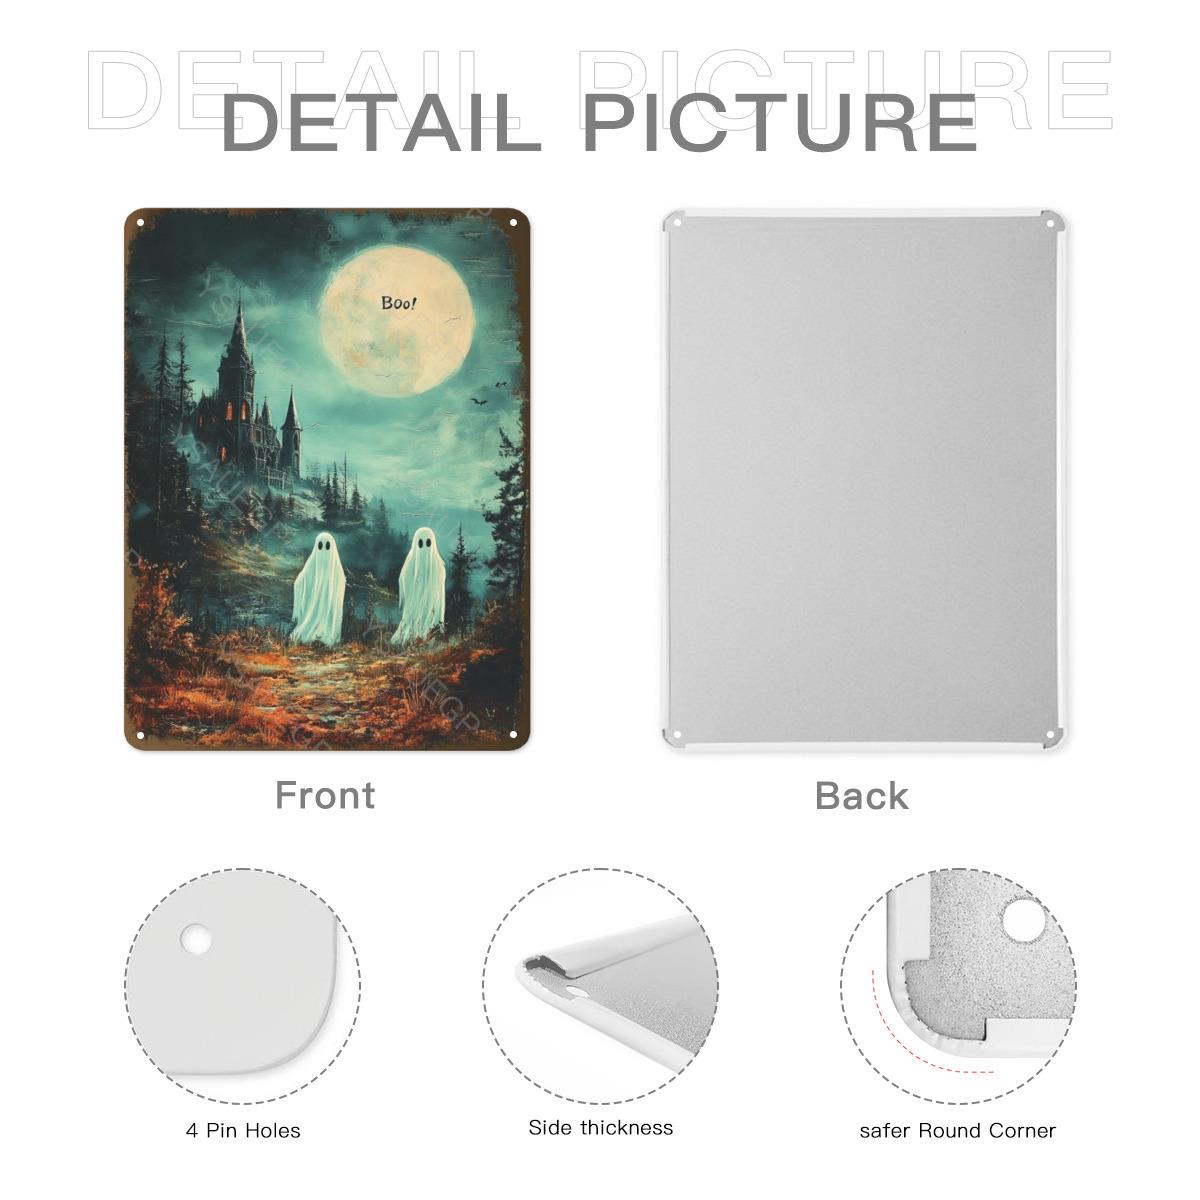 DETAIL PICTURE
DETAIL PICTURE
Boo!
Front
Back
4 Pin Holes
Side thickness
safer Round Corner